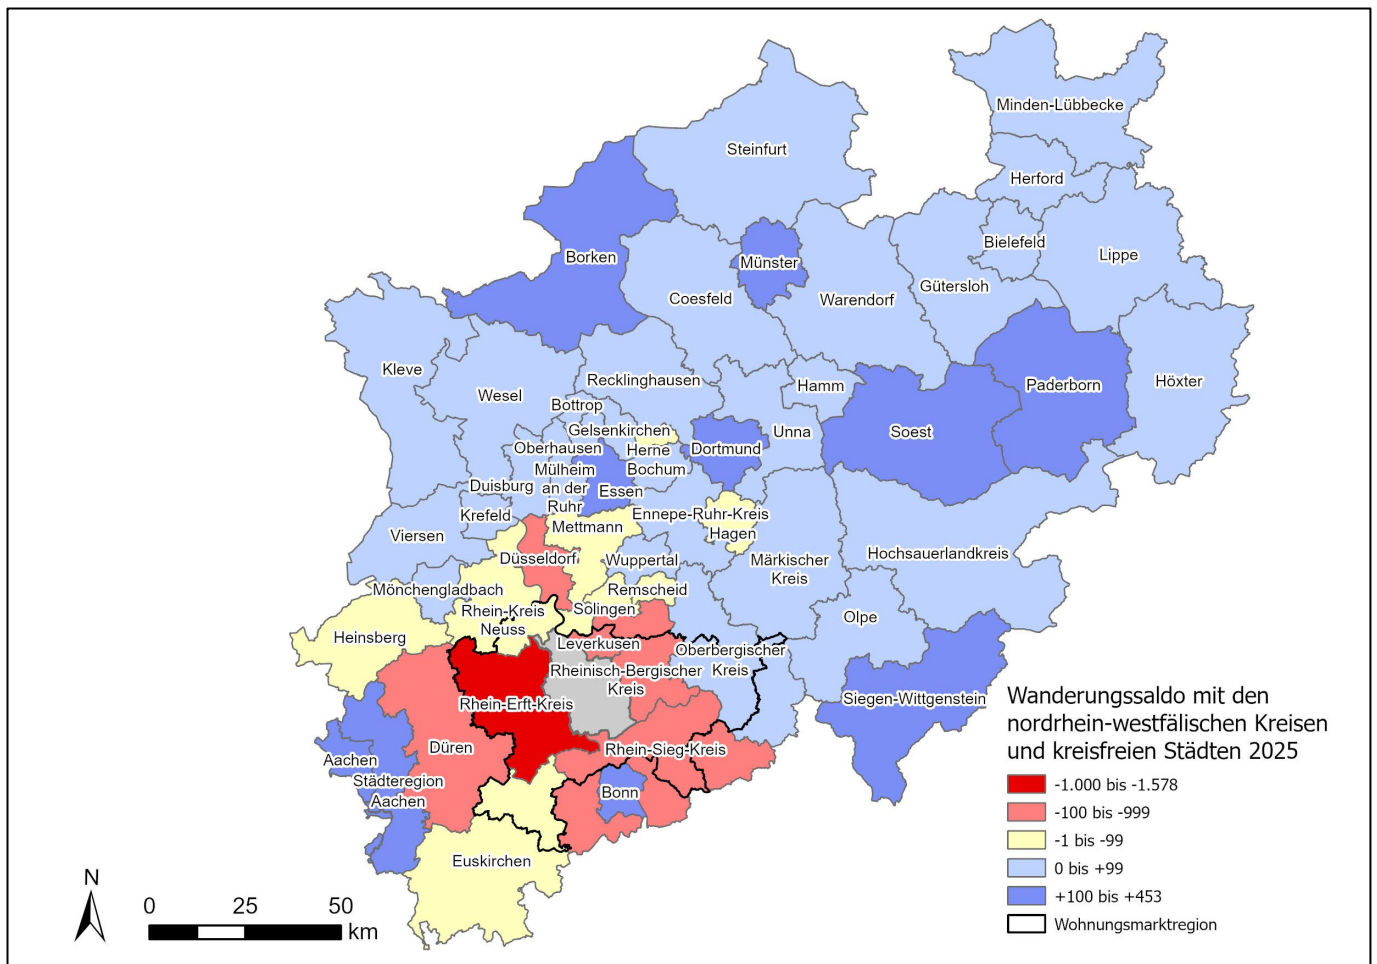 Minden-Lübbecke
Steinfurt
Herford
Bielefeld
Lippe
Borken
Münster
Gütersloh
Coesfeld
Warendorf
Kleve
Recklinghausen
Hamm
Paderborn
Höxter
Wesel
Bottrop
Gelsenkirchen
Unna
Soest
Oberhausen
Herne
Dortmund
Mülheim
an der
Ruhr
Bochum
Duisburg
Essen
Krefeld
Ennepe-Ruhr-Kreis
Mettmann
Hagen
Viersen
Düsseldorf
Wuppertal
Märkischer
Kreis
Hochsauerlandkreis
Mönchengladbach
Remscheid
Rhein-Kreis
Neuss
Solingen
Olpe
Heinsberg
Leverkusen
Oberbergischer
Kreis
Rheinisch-Bergischer
Kreis
Rhein-Erft-Kreis
Siegen-Wittgenstein
Düren
Rhein-Sieg-Kreis
Aachen
Städteregion
Aachen
Bonn
Euskirchen
Wanderungssaldo mit den
nordrhein-westfälischen Kreisen
und kreisfreien Städten 2025
-1.000 bis -1.578
-100 bis -999
-1 bis -99
0 bis +99
+100 bis +453
Wohnungsmarktregion
N
0 25 50
km